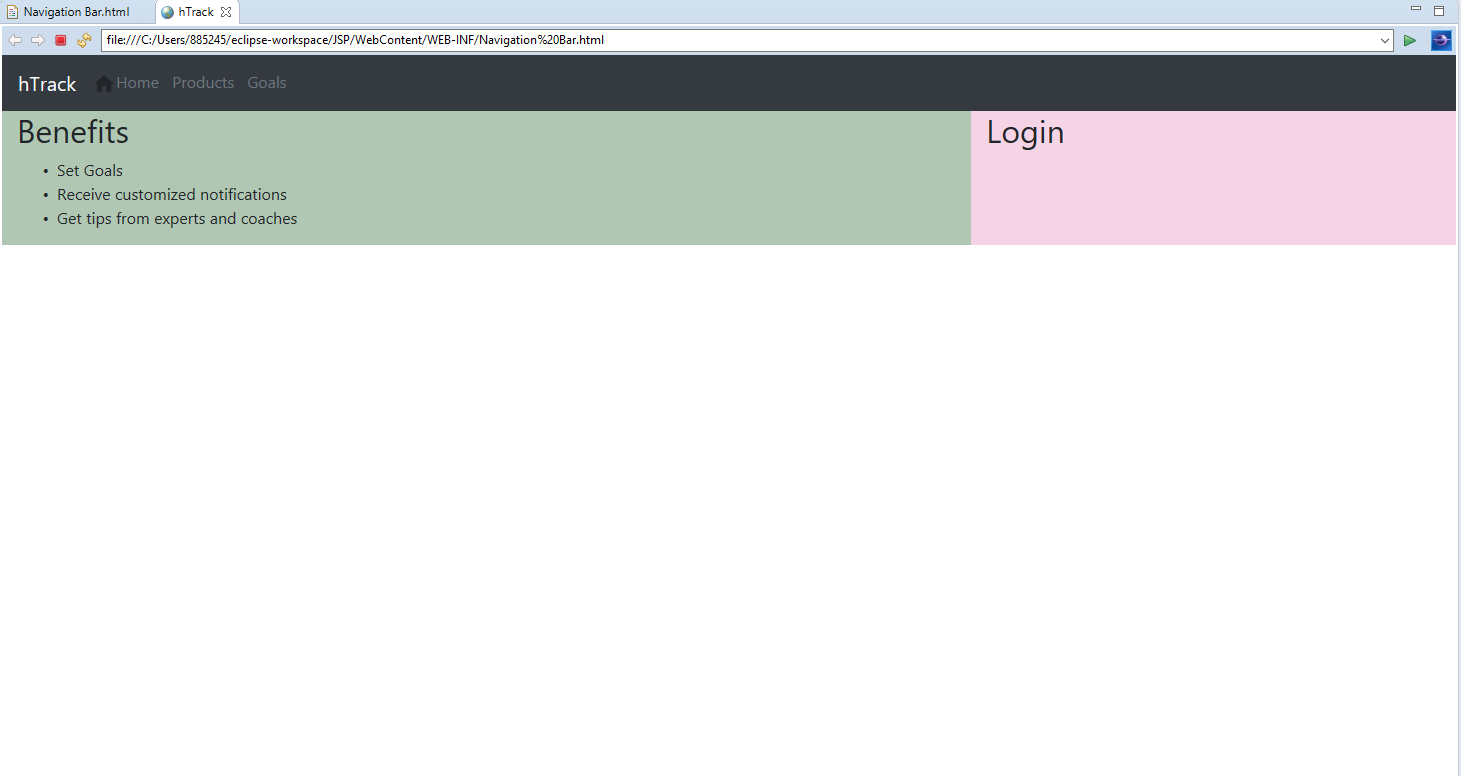 Navigation Bar.html hTrack
file:///C:/Users/885245/eclipse-workspace/JSP/WebContent/WEB-INF/Navigation%20Bar.html
hTrack Home Products Goals
Benefits
• Set Goals
• Receive customized notifications
• Get tips from experts and coaches
Login